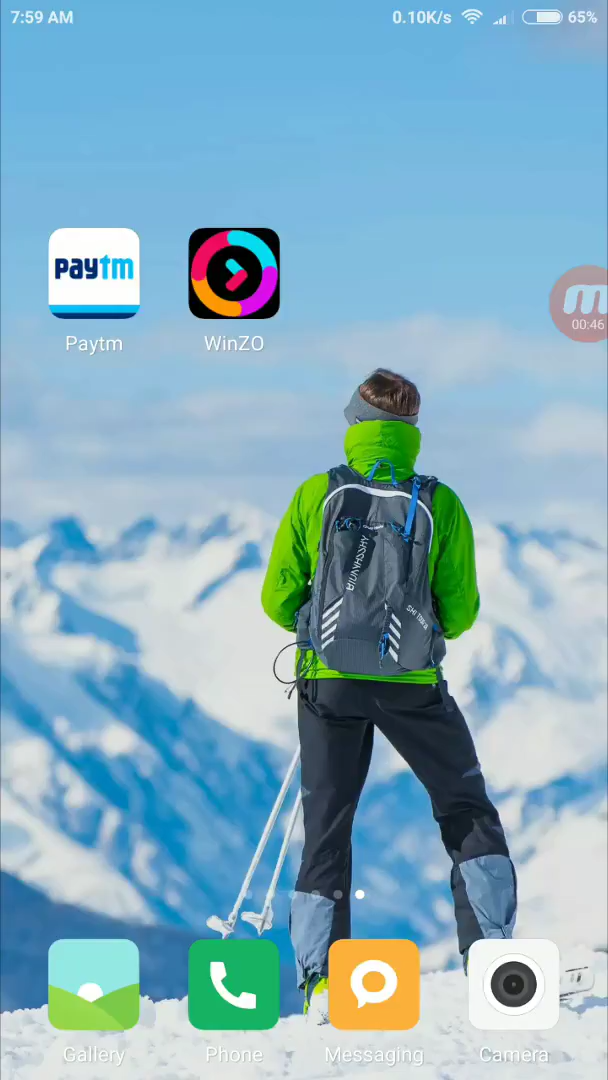 7:59 AM 0.10K/s 65%
paytm
Paytm WinZO
00:46
Gallery Phone Messaging Camera